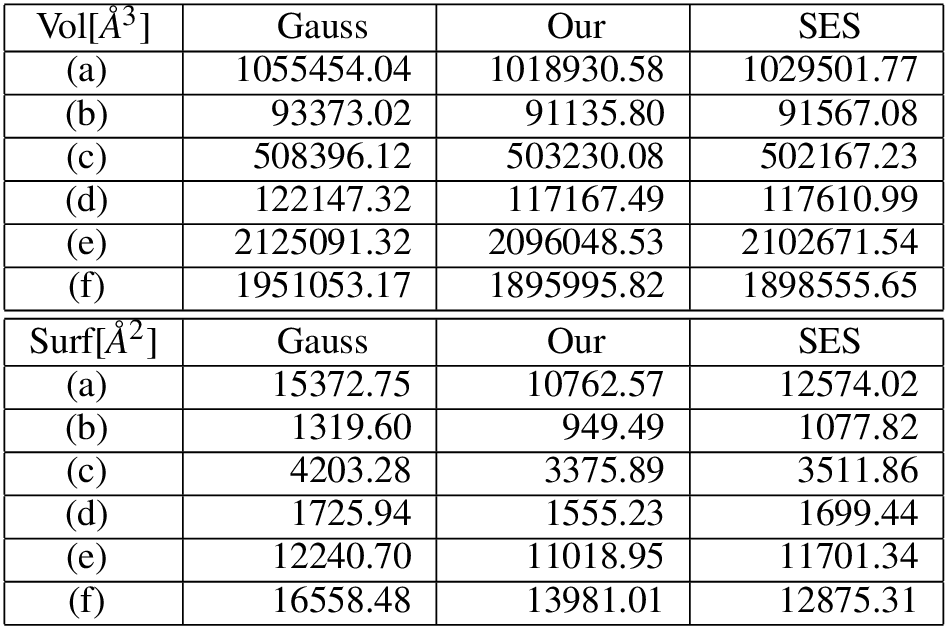 Vol[Å^3] Gauss Our SES
(a) 1055454.04 1018930.58 1029501.77
(b) 93373.02 91135.80 91567.08
(c) 508396.12 503230.08 502167.23
(d) 122147.32 117167.49 117610.99
(e) 2125091.32 2096048.53 2102671.54
(f) 1951053.17 1895995.82 1898555.65
Surf[Å^2] Gauss Our SES
(a) 15372.75 10762.57 12574.02
(b) 1319.60 949.49 1077.82
(c) 4203.28 3375.89 3511.86
(d) 1725.94 1555.23 1699.44
(e) 12240.70 11018.95 11701.34
(f) 16558.48 13981.01 12875.31